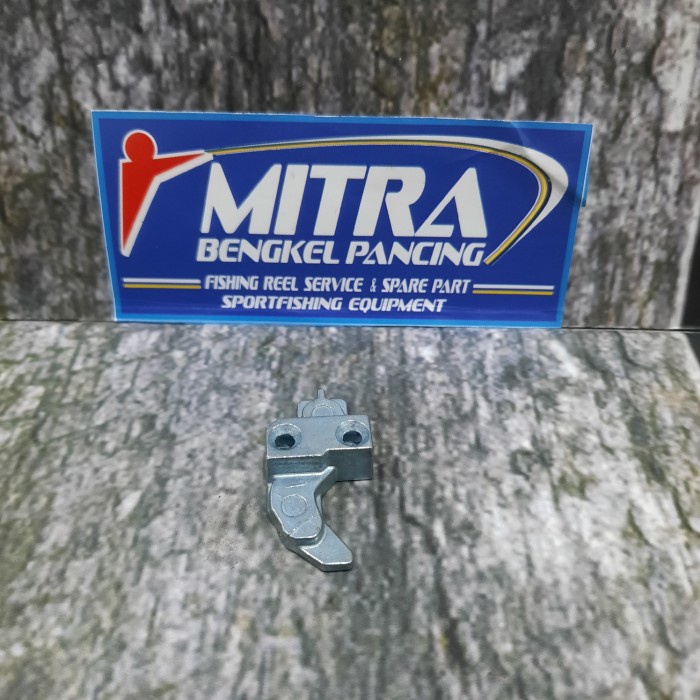 MITRA
BENGKEL PANCING
FISHING REEL SERVICE & SPARE PART
SPORTFISHING EQUIPMENT